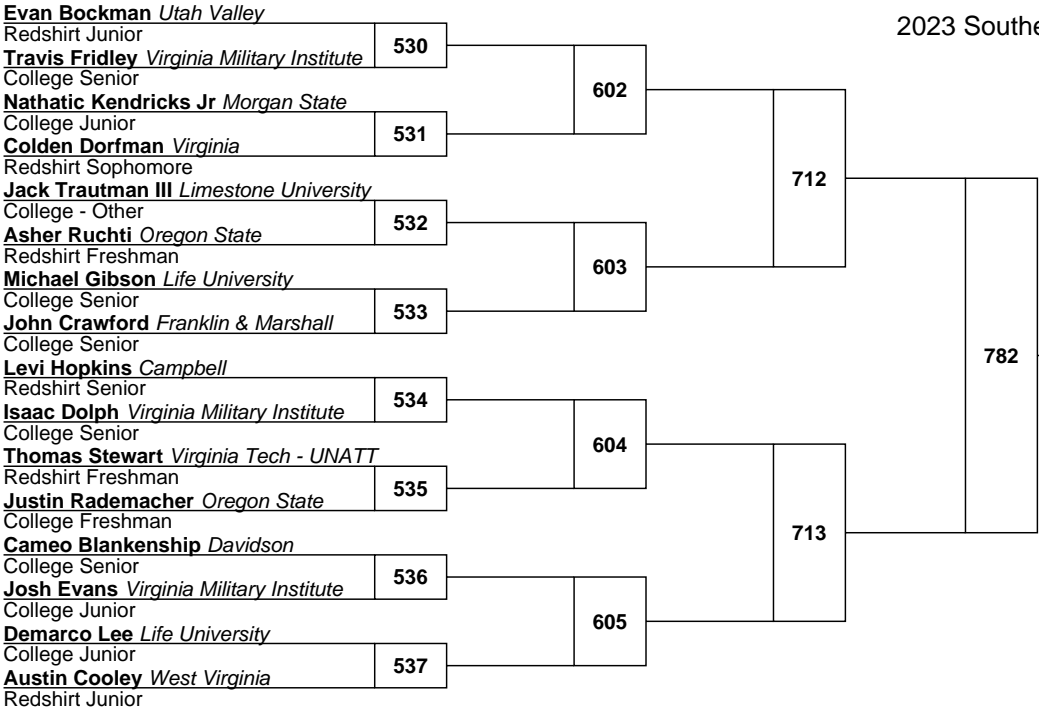 2023 Southe
Evan Bockman Utah Valley
Redshirt Junior
530
Travis Fridley Virginia Military Institute
College Senior
602
Nathatic Kendricks Jr Morgan State
College Junior
531
Colden Dorfman Virginia
Redshirt Sophomore
712
Jack Trautman III Limestone University
College - Other
532
Asher Ruchti Oregon State
Redshirt Freshman
603
Michael Gibson Life University
College Senior
533
John Crawford Franklin & Marshall
College Senior
782
Levi Hopkins Campbell
Redshirt Senior
534
Isaac Dolph Virginia Military Institute
College Senior
604
Thomas Stewart Virginia Tech - UNATT
Redshirt Freshman
535
Justin Rademacher Oregon State
College Freshman
713
Cameo Blankenship Davidson
College Senior
536
Josh Evans Virginia Military Institute
College Junior
605
Demarco Lee Life University
College Junior
537
Austin Cooley West Virginia
Redshirt Junior